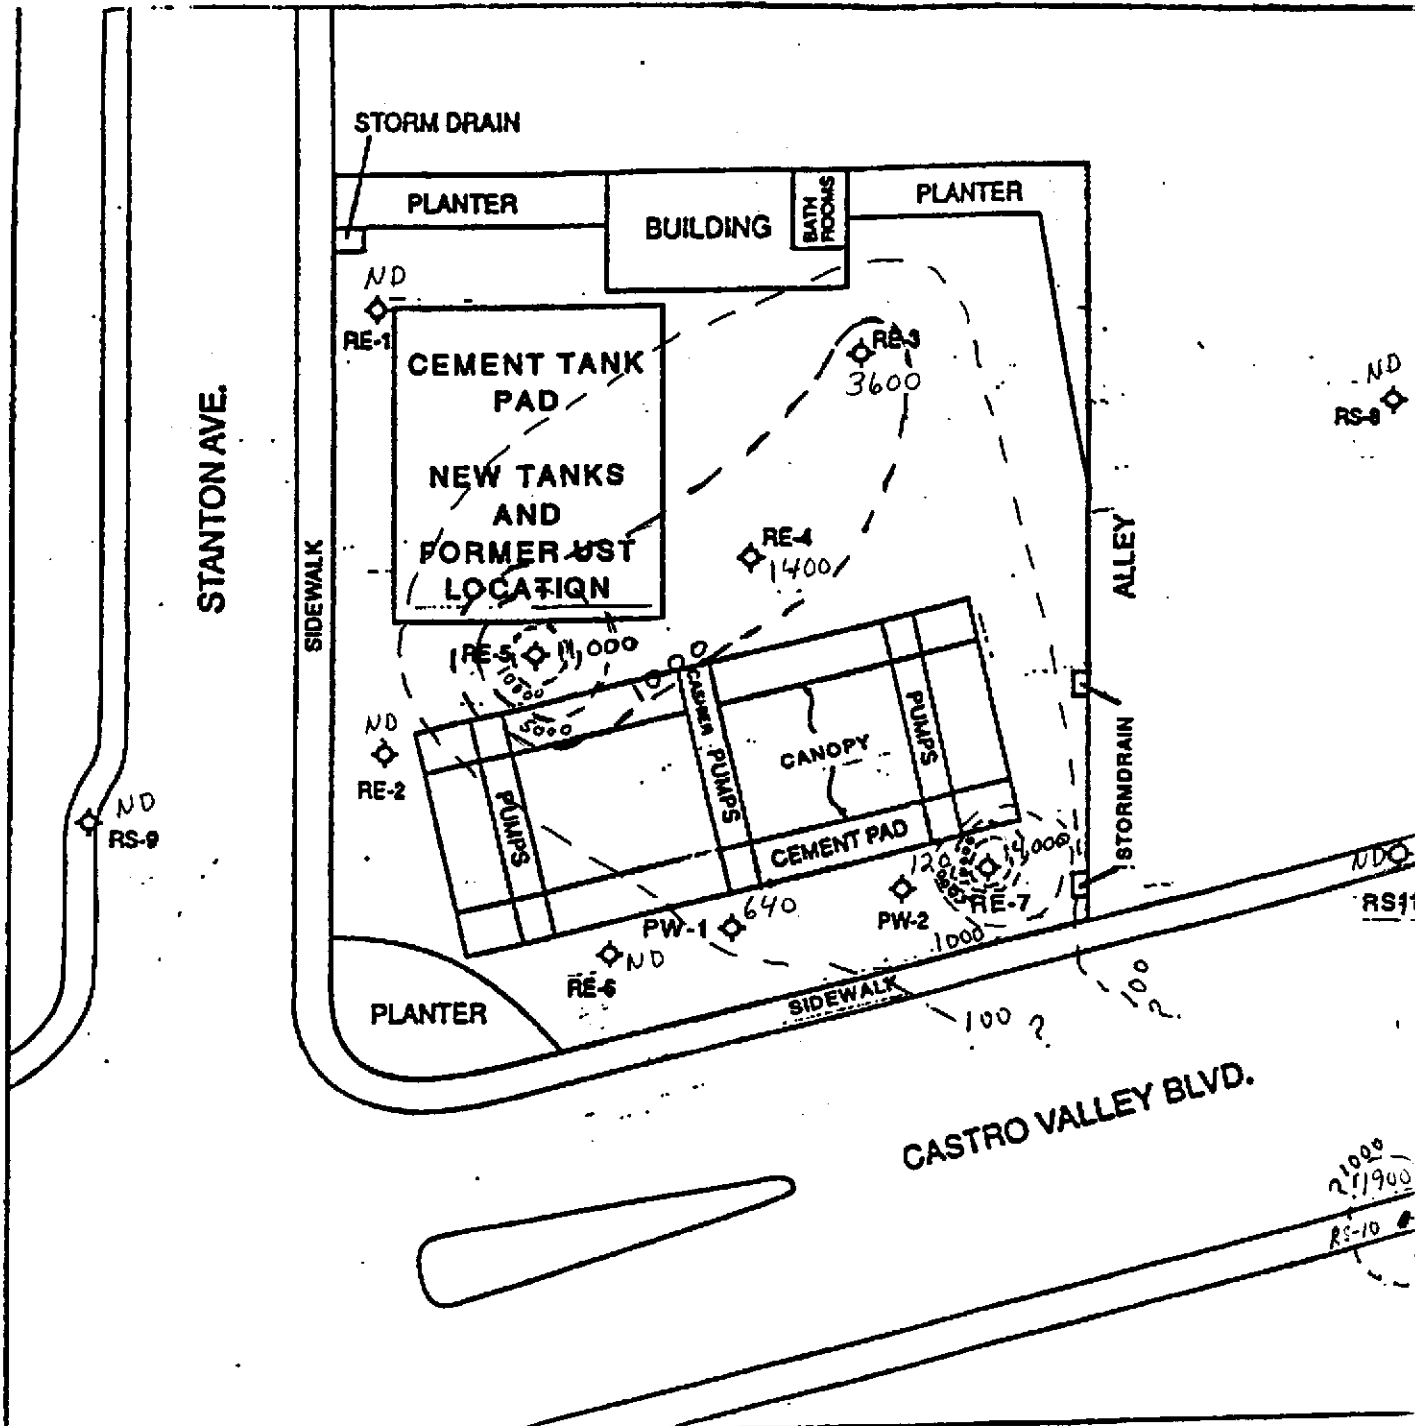 STORM DRAIN
PLANTER
BUILDING
BATH
ROOMS
PLANTER
ND
RE-1
CEMENT TANK
PAD
NEW TANKS
AND
FORMER UST
LOCATION
RE-3
3600
ND
RS-8
STANTON AVE.
SIDEWALK
RE-4
1400
ALLEY
RE-5
11,000
10000
5000
1000
ND
RE-2
ND
RS-9
CASHIER
PUMPS
PUMPS
PUMPS
CANOPY
CEMENT PAD
STORMDRAIN
120
14,000
RE-7
PW-2
1000
PW-1
640
ND
RE-6
ND
RS11
PLANTER
SIDEWALK
100 ?
100
?
CASTRO VALLEY BLVD.
?1000
1900
RS-10